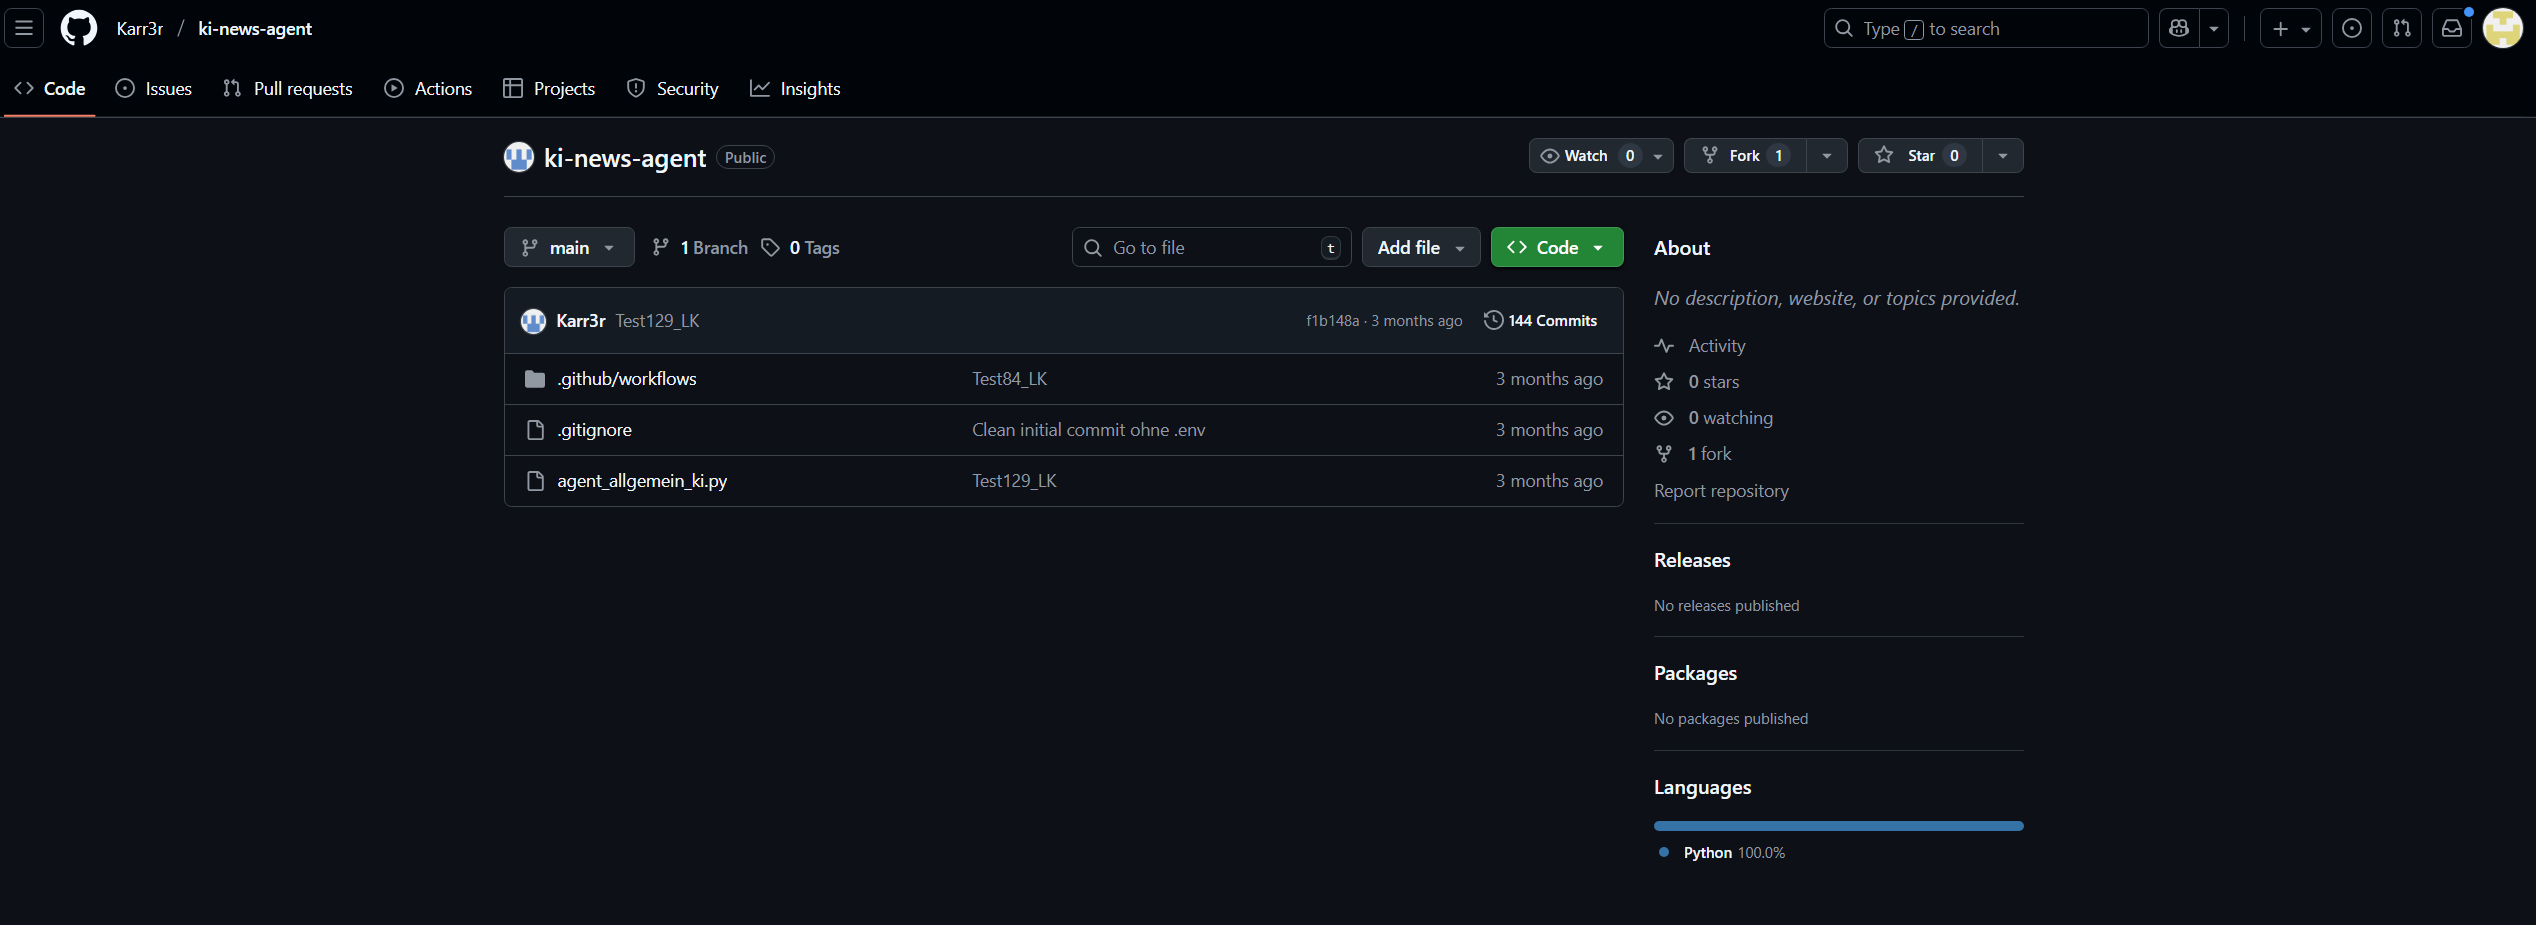 Karr3r / ki-news-agent
Type / to search
Code
Issues
Pull requests
Actions
Projects
Security
Insights
ki-news-agent Public
Watch 0
Fork 1
Star 0
main
1 Branch
0 Tags
Go to file t
Add file
Code
Karr3r Test129_LK
f1b148a · 3 months ago
144 Commits
.github/workflows Test84_LK 3 months ago
.gitignore Clean initial commit ohne .env 3 months ago
agent_allgemein_ki.py Test129_LK 3 months ago
About
No description, website, or topics provided.
Activity
0 stars
0 watching
1 fork
Report repository
Releases
No releases published
Packages
No packages published
Languages
Python 100.0%